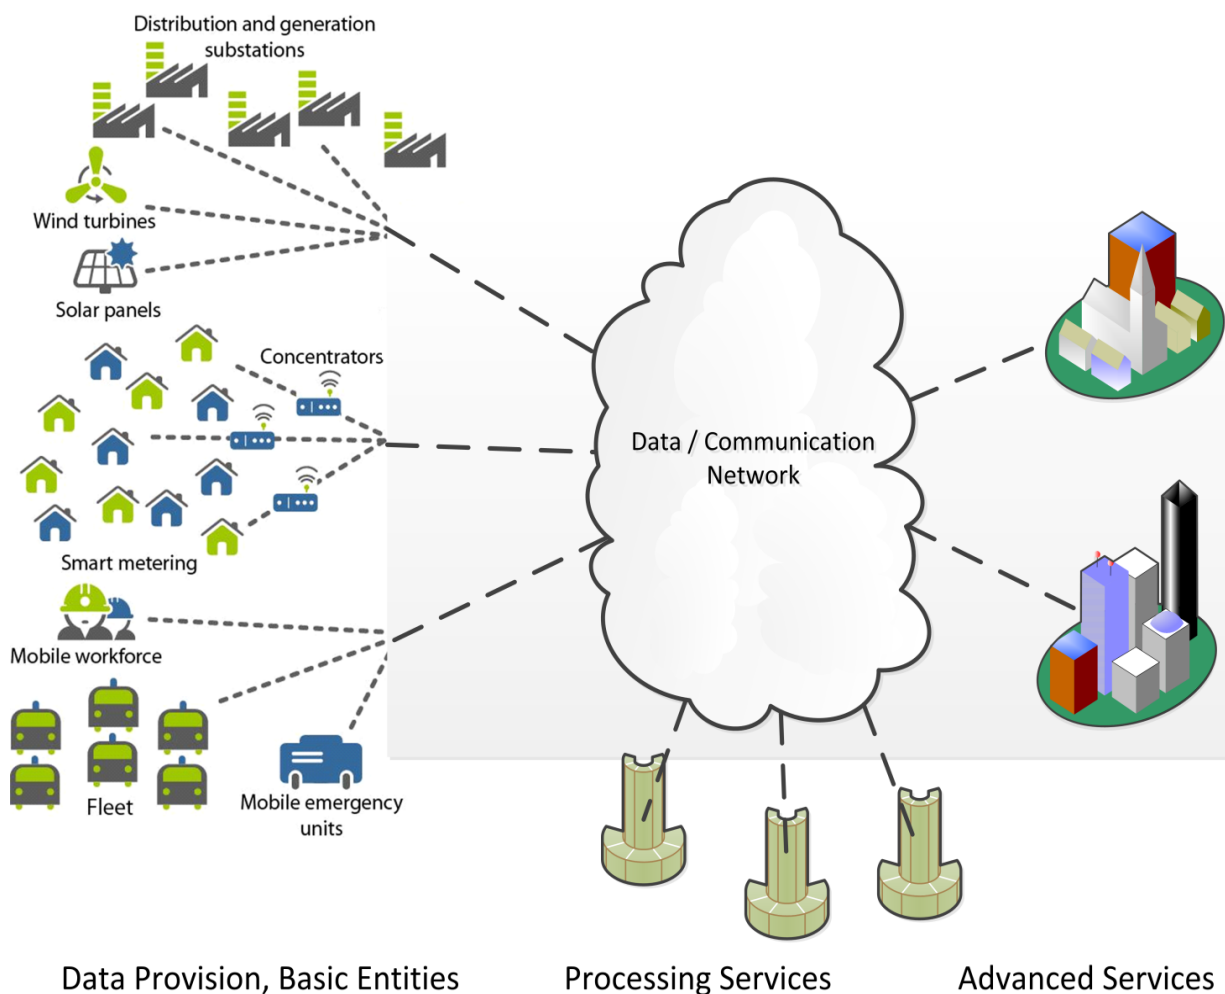 Distribution and generation
substations
Wind turbines
Solar panels
Concentrators
Smart metering
Data / Communication
Network
Mobile workforce
Fleet
Mobile emergency
units
Data Provision, Basic Entities
Processing Services
Advanced Services